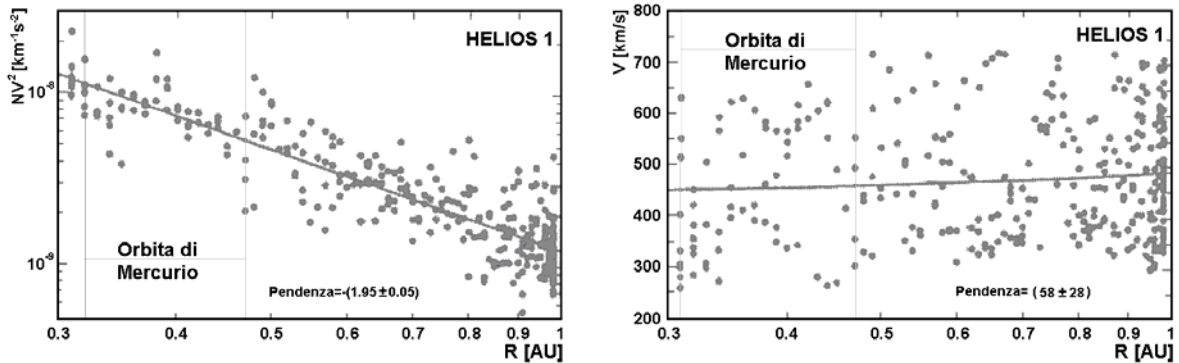 NV² [km⁻¹s⁻²]
10⁻⁸
10⁻⁹
HELIOS 1
Orbita di
Mercurio
Pendenza=-(1.95±0.05)
0.3 0.4 0.5 0.6 0.7 0.8 0.9 1
R [AU]
V [km/s]
800
700
600
500
400
300
200
Orbita di
Mercurio
HELIOS 1
Pendenza= (58±28)
0.3 0.4 0.5 0.6 0.7 0.8 0.9 1
R [AU]